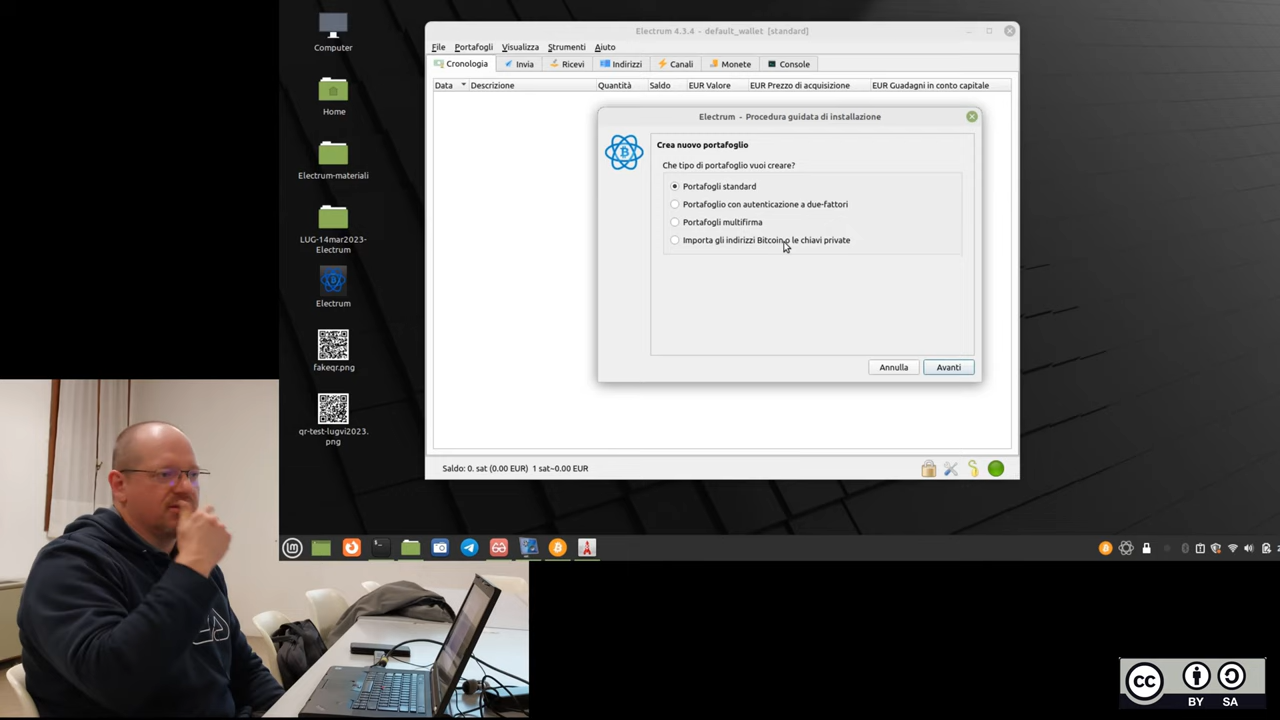 Computer
Home
Electrum-materiali
LUG-14mar2023-
Electrum
Electrum
fakeqr.png
qr-test-lugvi2023.
png
Electrum 4.3.4 - default_wallet [standard]
File Portafogli Visualizza Strumenti Aiuto
Cronologia Invia Ricevi Indirizzi Canali Monete Console
Data Descrizione Quantità Saldo EUR Valore EUR Prezzo di acquisizione EUR Guadagni in conto capitale
Electrum - Procedura guidata di installazione
Crea nuovo portafoglio
Che tipo di portafoglio vuoi creare?
Portafogli standard
Portafoglio con autenticazione a due-fattori
Portafogli multifirma
Importa gli indirizzi Bitcoin o le chiavi private
Annulla Avanti
Saldo: 0. sat (0.00 EUR) 1 sat~0.00 EUR
CC
BY SA